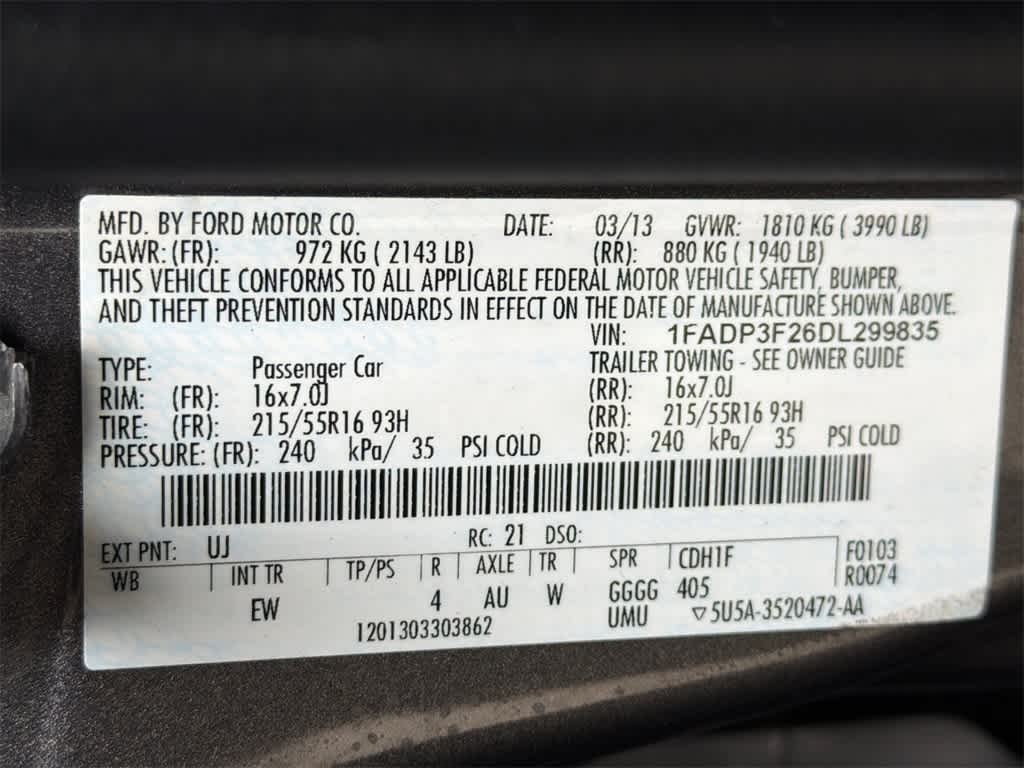 MFD. BY FORD MOTOR CO. DATE: 03/13 GVWR: 1810 KG ( 3990 LB)
GAWR: (FR): 972 KG ( 2143 LB) (RR): 880 KG ( 1940 LB)
THIS VEHICLE CONFORMS TO ALL APPLICABLE FEDERAL MOTOR VEHICLE SAFETY, BUMPER,
AND THEFT PREVENTION STANDARDS IN EFFECT ON THE DATE OF MANUFACTURE SHOWN ABOVE.
VIN: 1FADP3F26DL299835
TYPE: Passenger Car TRAILER TOWING - SEE OWNER GUIDE
RIM: (FR): 16x7.0J (RR): 16x7.0J
TIRE: (FR): 215/55R16 93H (RR): 215/55R16 93H
PRESSURE: (FR): 240 kPa/ 35 PSI COLD (RR): 240 kPa/ 35 PSI COLD
EXT PNT: UJ RC: 21 DSO:
WB INT TR TP/PS R AXLE TR SPR CDH1F F0103
R0074
EW 4 AU W GGGG 405
1201303303862 UMU ▽5U5A-3520472-AA